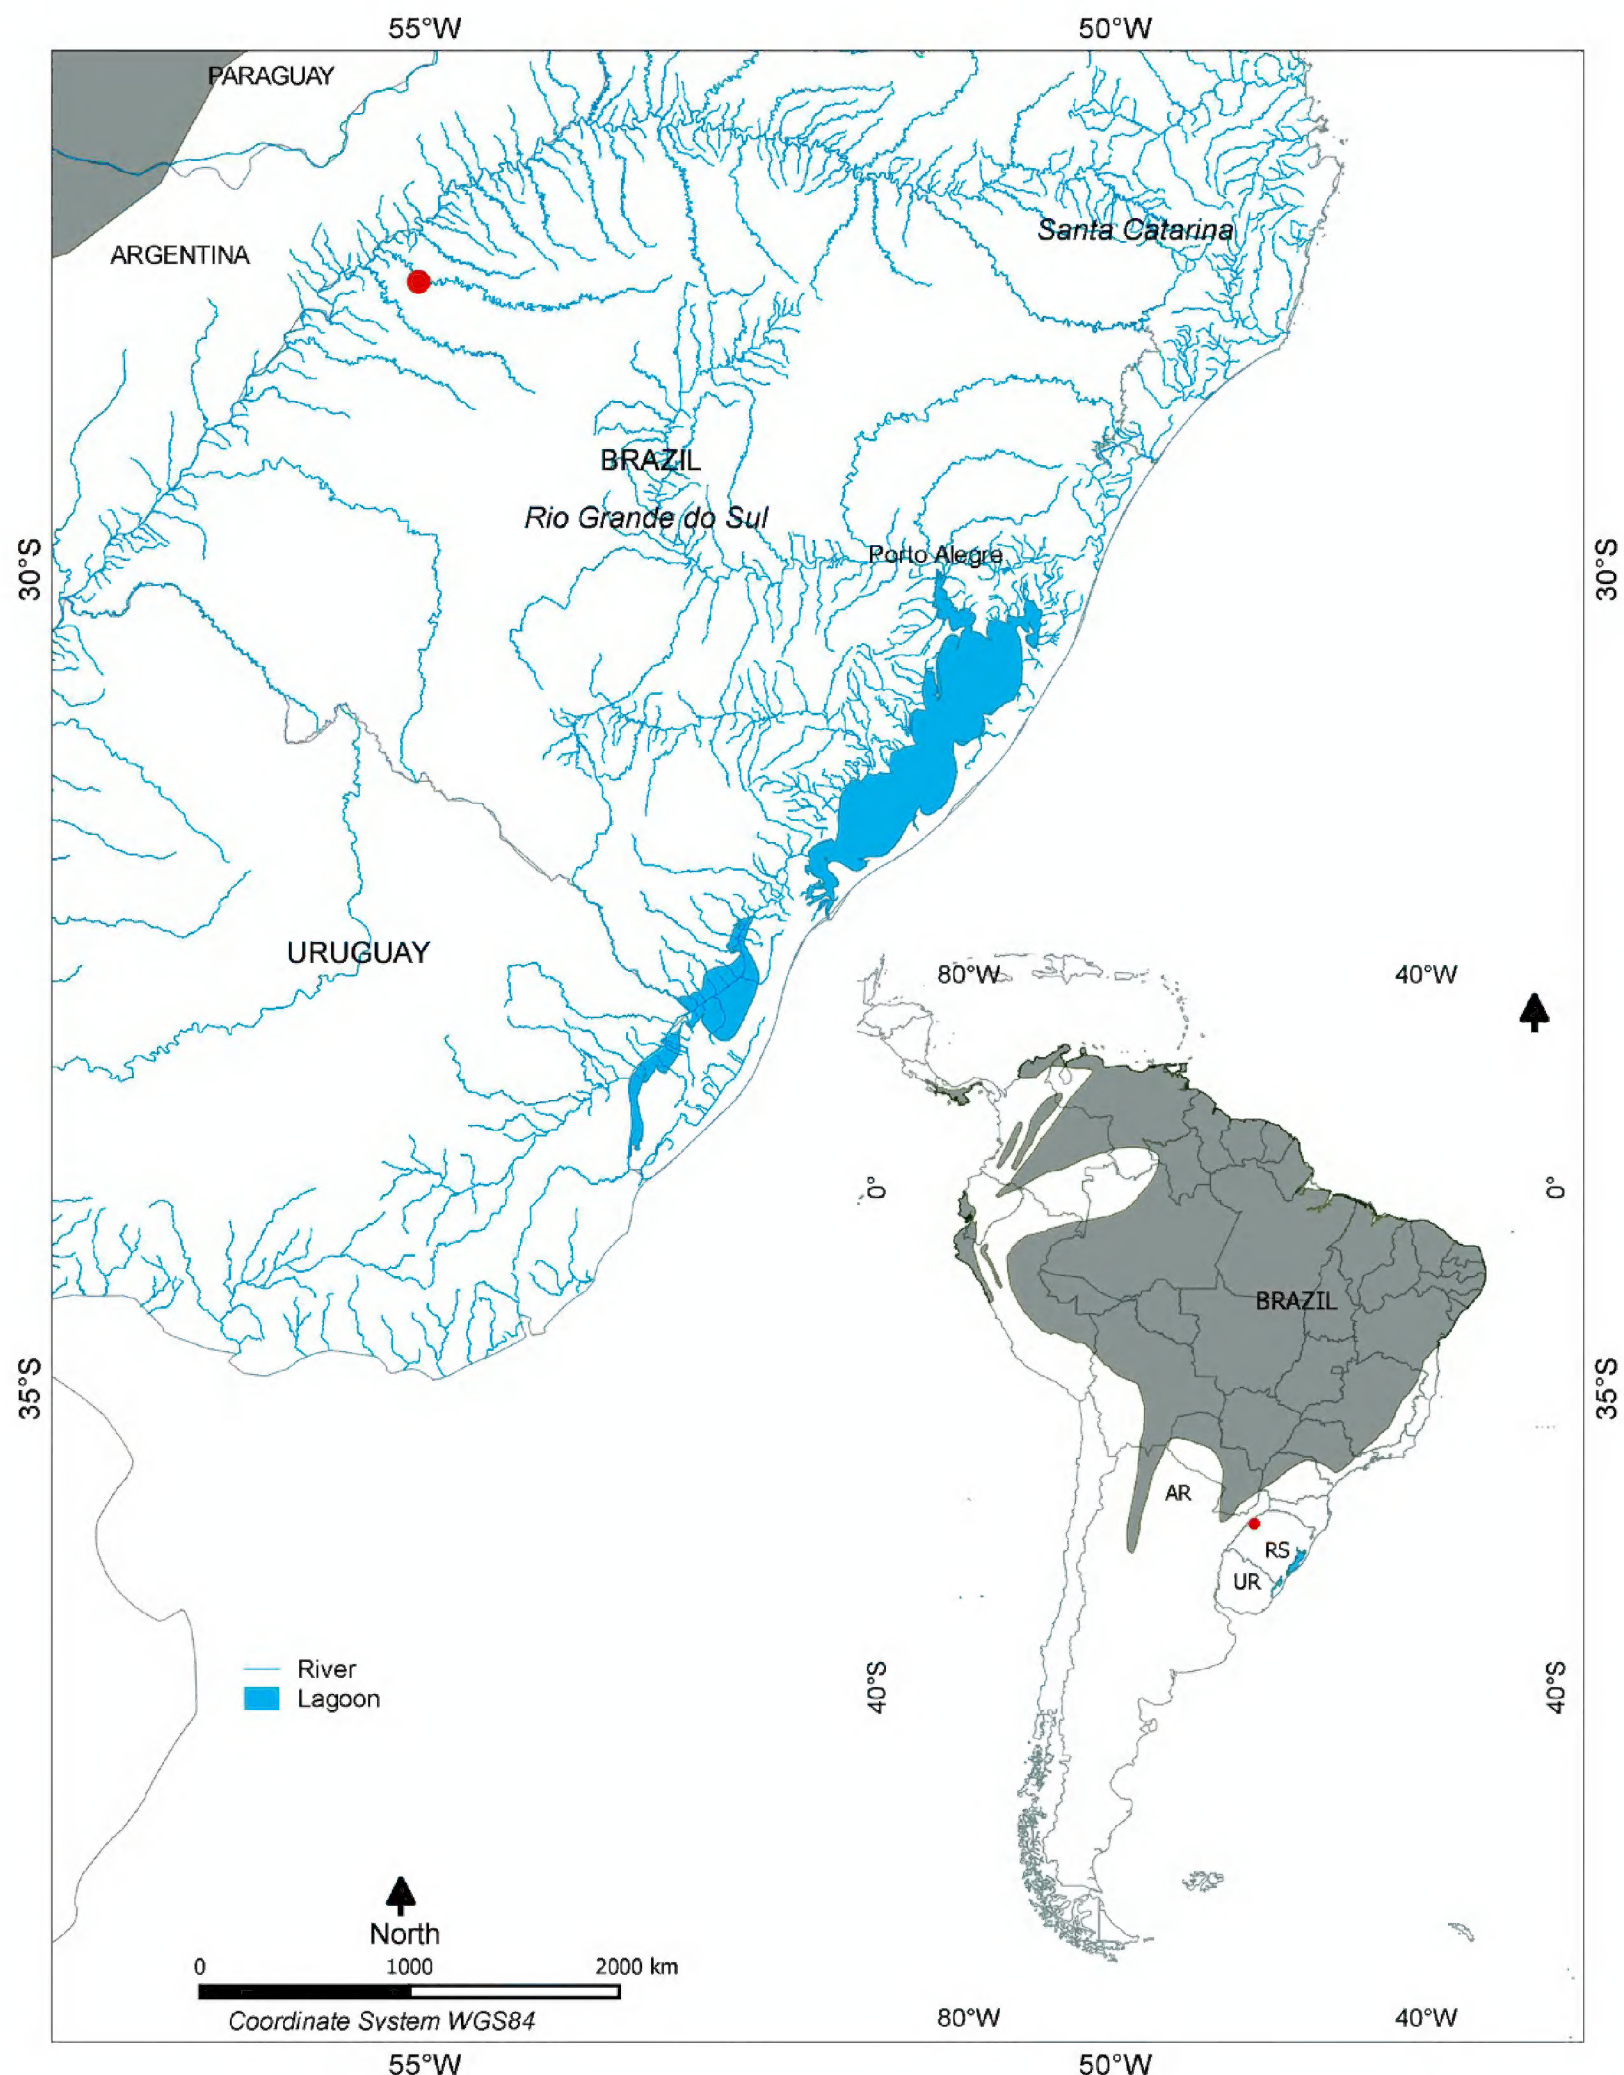 55°W 50°W
PARAGUAY
Santa Catarina
ARGENTINA
BRAZIL
Rio Grande do Sul
30°S
Porto Alegre
30°S
URUGUAY
80°W 40°W
0°
0°
BRAZIL
35°S
35°S
AR
RS
UR
River
Lagoon
40°S
40°S
North
0 1000 2000 km
Coordinate System WGS84
80°W 40°W
55°W 50°W